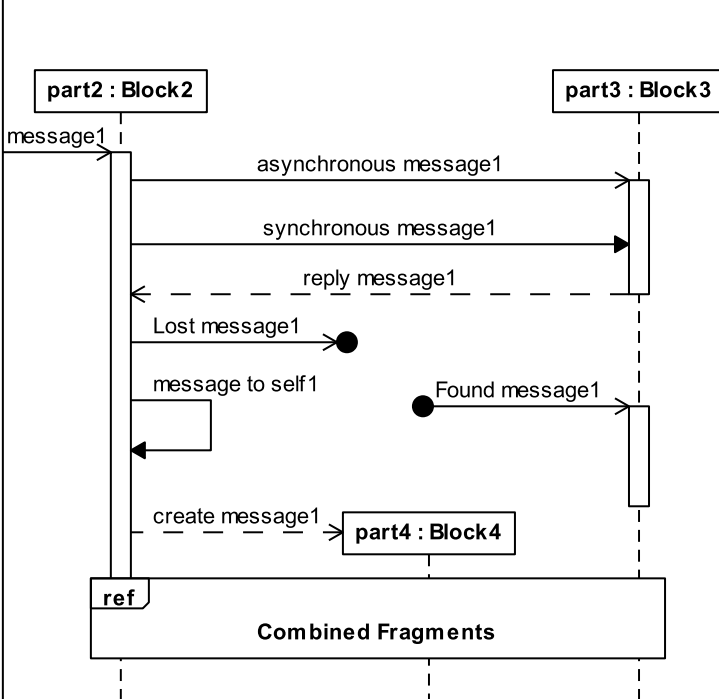 part2 : Block2
part3 : Block3
message1
asynchronous message1
synchronous message1
reply message1
Lost message1
message to self1
Found message1
create message1
part4 : Block4
ref
Combined Fragments